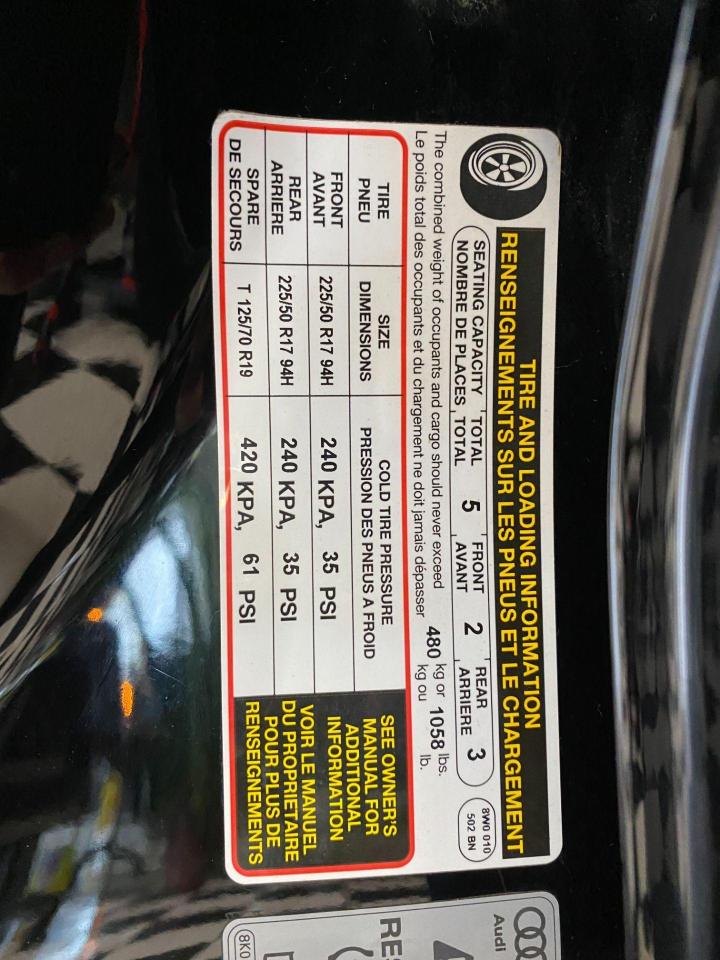 TIRE AND LOADING INFORMATION
RENSEIGNEMENTS SUR LES PNEUS ET LE CHARGEMENT
SEATING CAPACITY TOTAL 5 FRONT 2 REAR 3
NOMBRE DE PLACES TOTAL AVANT ARRIERE
8W0 010
502 BN
The combined weight of occupants and cargo should never exceed 480 kg or 1058 lbs.
Le poids total des occupants et du chargement ne doit jamais dépasser kg ou lb.
TIRE SIZE COLD TIRE PRESSURE
PNEU DIMENSIONS PRESSION DES PNEUS A FROID
FRONT
AVANT 225/50 R17 94H 240 KPA, 35 PSI
REAR
ARRIERE 225/50 R17 94H 240 KPA, 35 PSI
SPARE
DE SECOURS T 125/70 R19 420 KPA, 61 PSI
SEE OWNER'S
MANUAL FOR
ADDITIONAL
INFORMATION
VOIR LE MANUEL
DU PROPRIETAIRE
POUR PLUS DE
RENSEIGNEMENTS
Audi
8K0